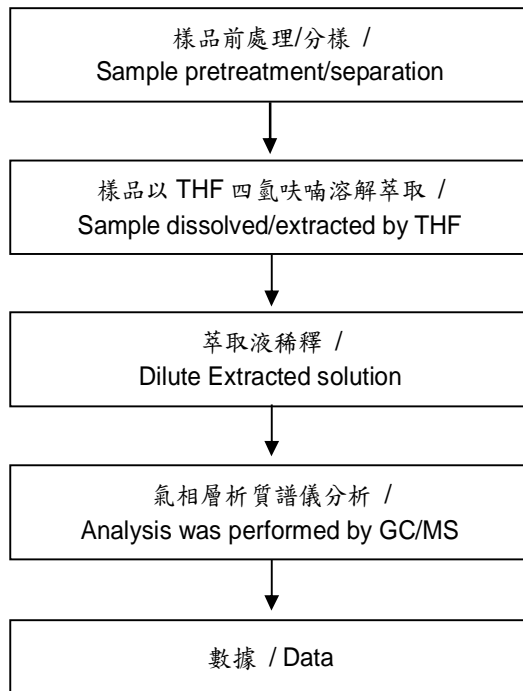 樣品前處理/分樣 /
Sample pretreatment/separation
樣品以 THF 四氫呋喃溶解萃取 /
Sample dissolved/extracted by THF
萃取液稀釋 /
Dilute Extracted solution
氣相層析質譜儀分析 /
Analysis was performed by GC/MS
數據 / Data